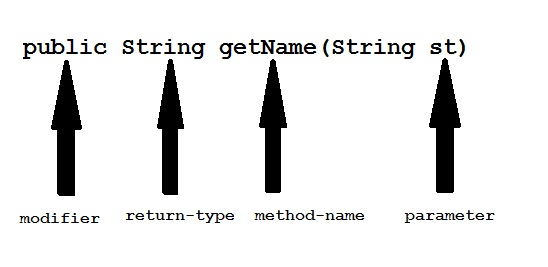 public String getName(String st)
modifier return-type method-name parameter